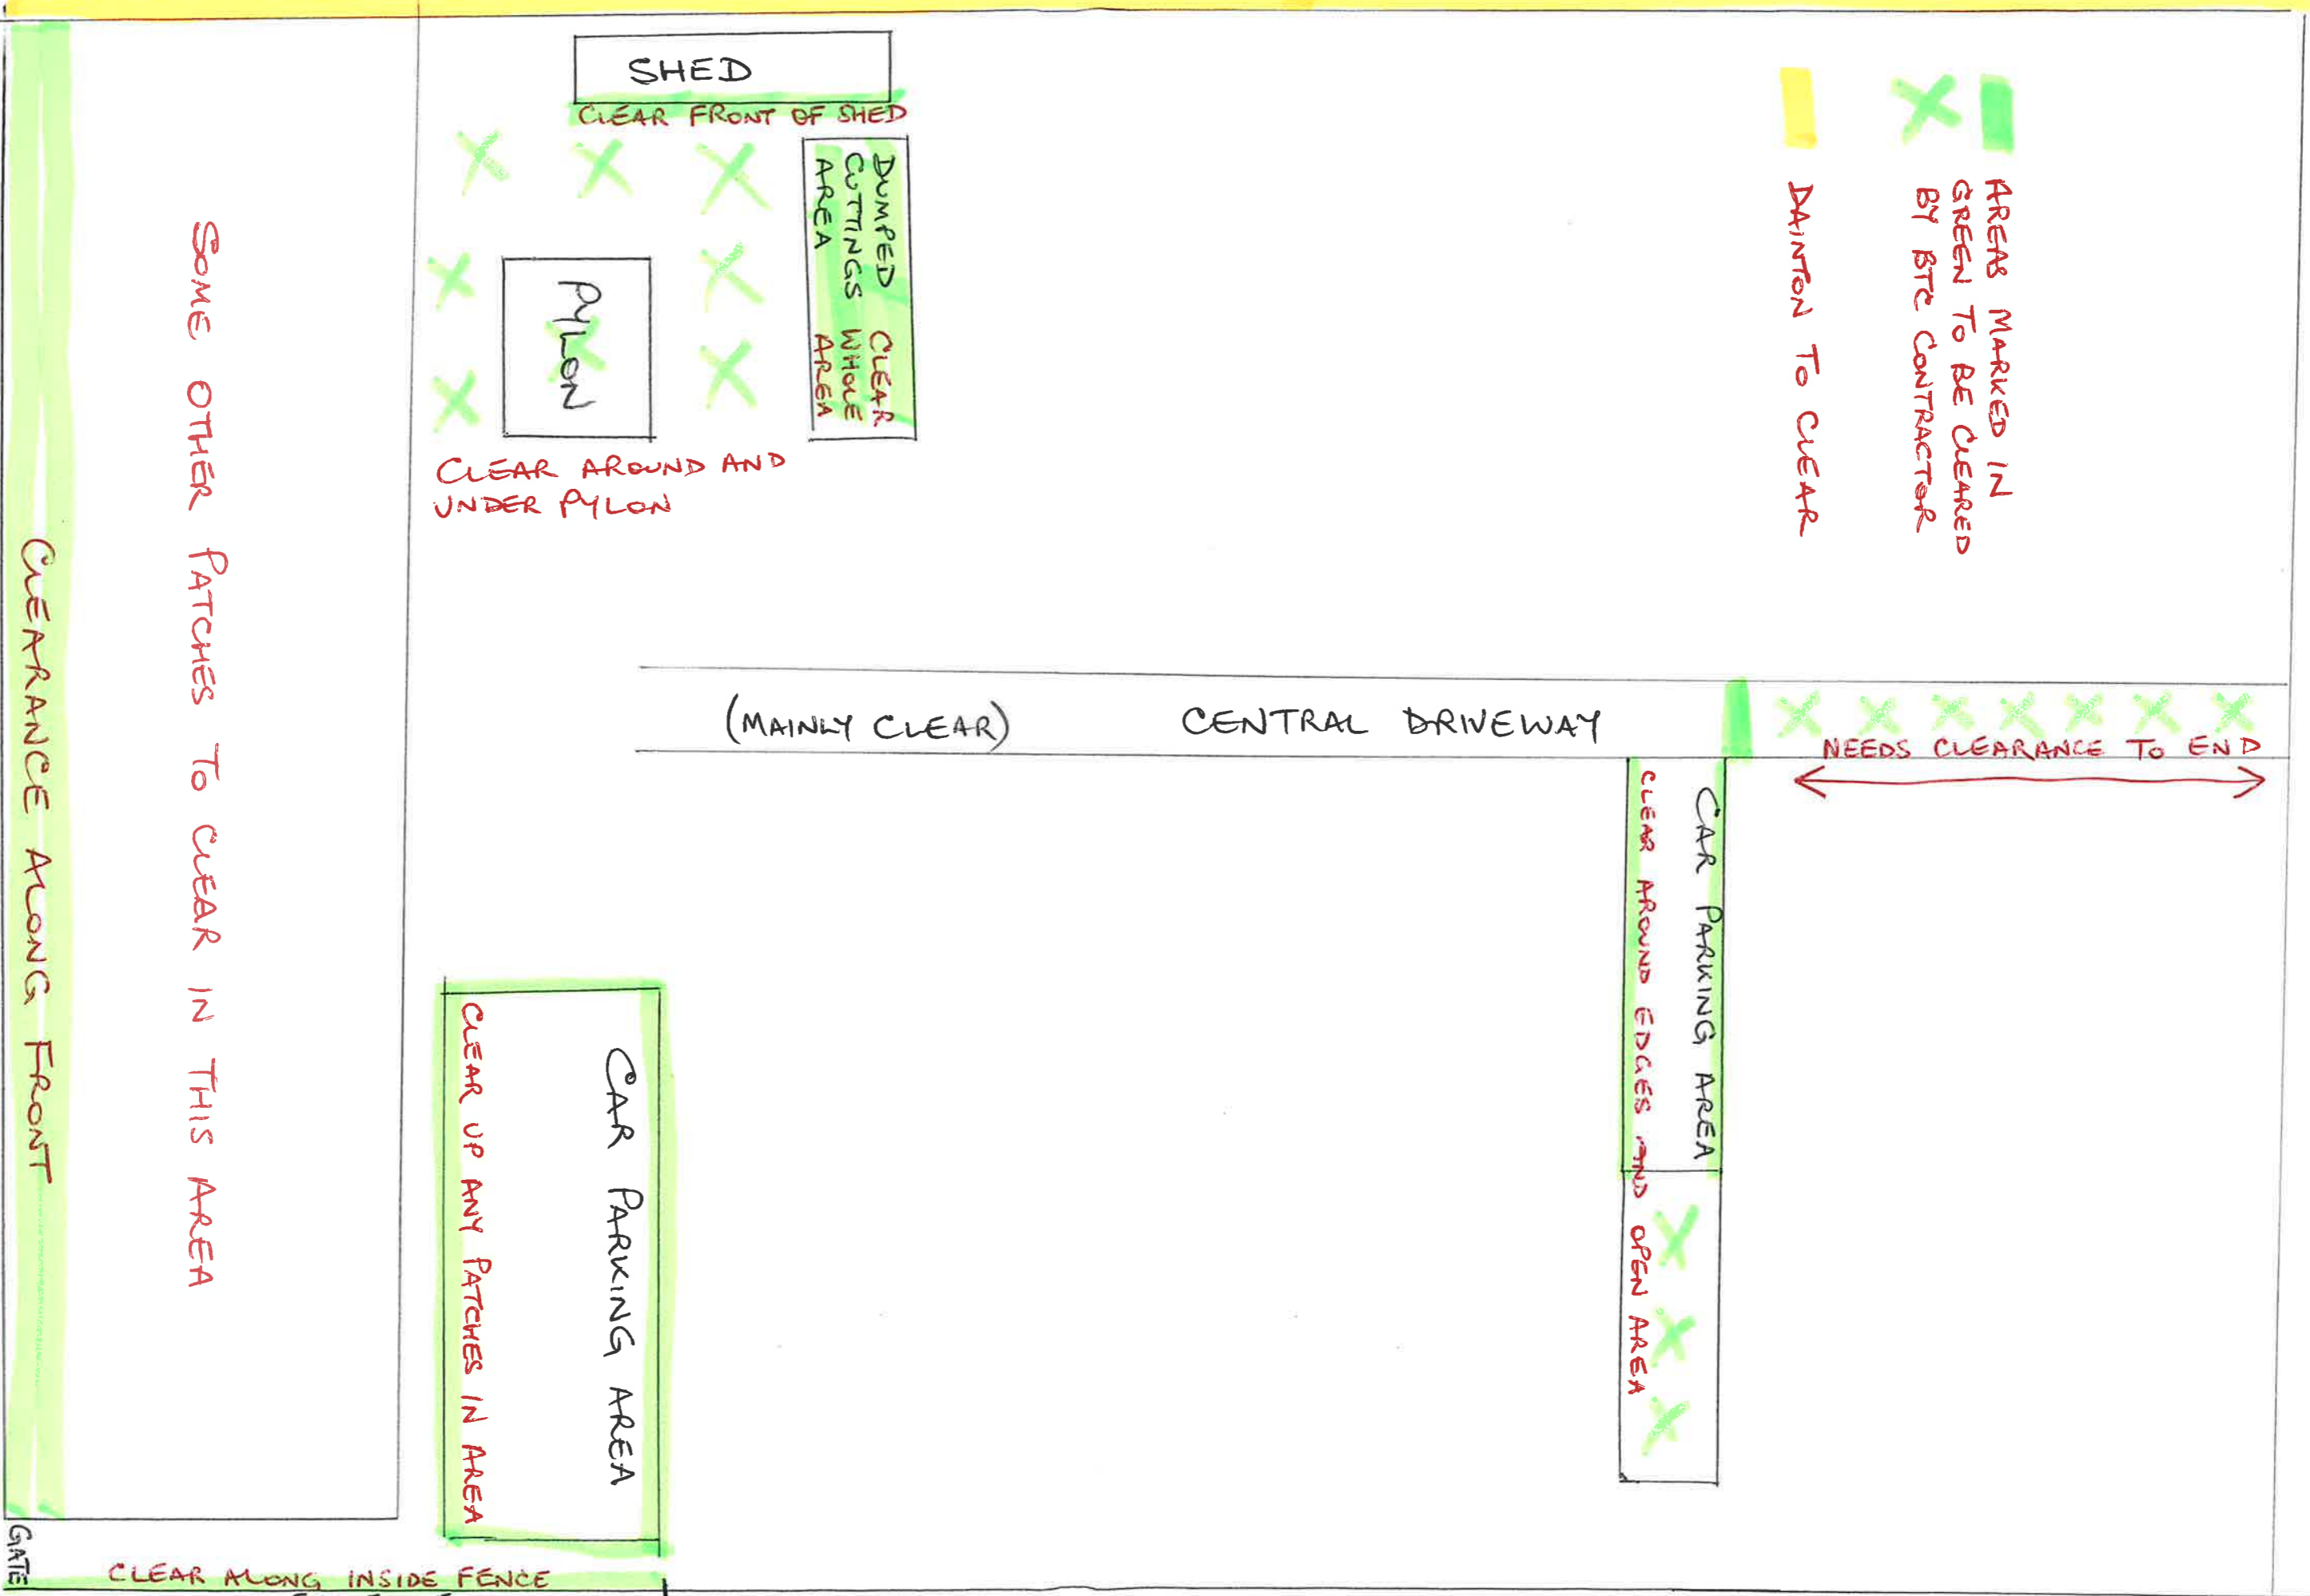 SHED
CLEAR FRONT OF SHED
DUMPED CLEAR
CUTTINGS WHOLE
AREA AREA
PYLON
CLEAR AROUND AND
UNDER PYLON
AREAS MARKED IN
GREEN TO BE CLEARED
BY BTC CONTRACTOR
DAINTON TO CLEAR
SOME OTHER PATCHES TO CLEAR IN THIS AREA
CLEARANCE ALONG FRONT
(MAINLY CLEAR) CENTRAL DRIVEWAY
NEEDS CLEARANCE TO END
CAR PARKING AREA
CLEAR AROUND EDGES AND OPEN AREA
CAR PARKING AREA
CLEAR UP ANY PATCHES IN AREA
GATE
CLEAR ALONG INSIDE FENCE